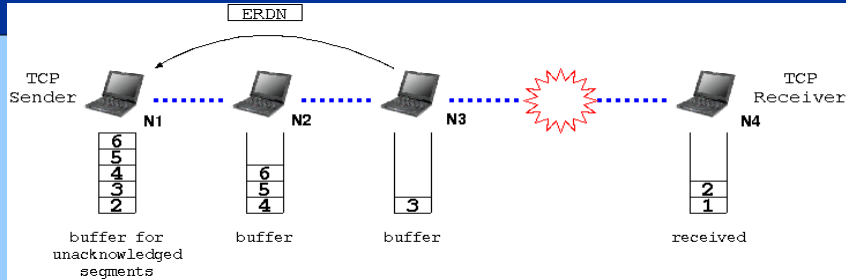 ERDN
TCP
Sender
TCP
Receiver
N1
N2
N3
N4
6
5
4
3
2
6
5
4
3
2
1
buffer for
unacknowledged
segments
buffer
buffer
received